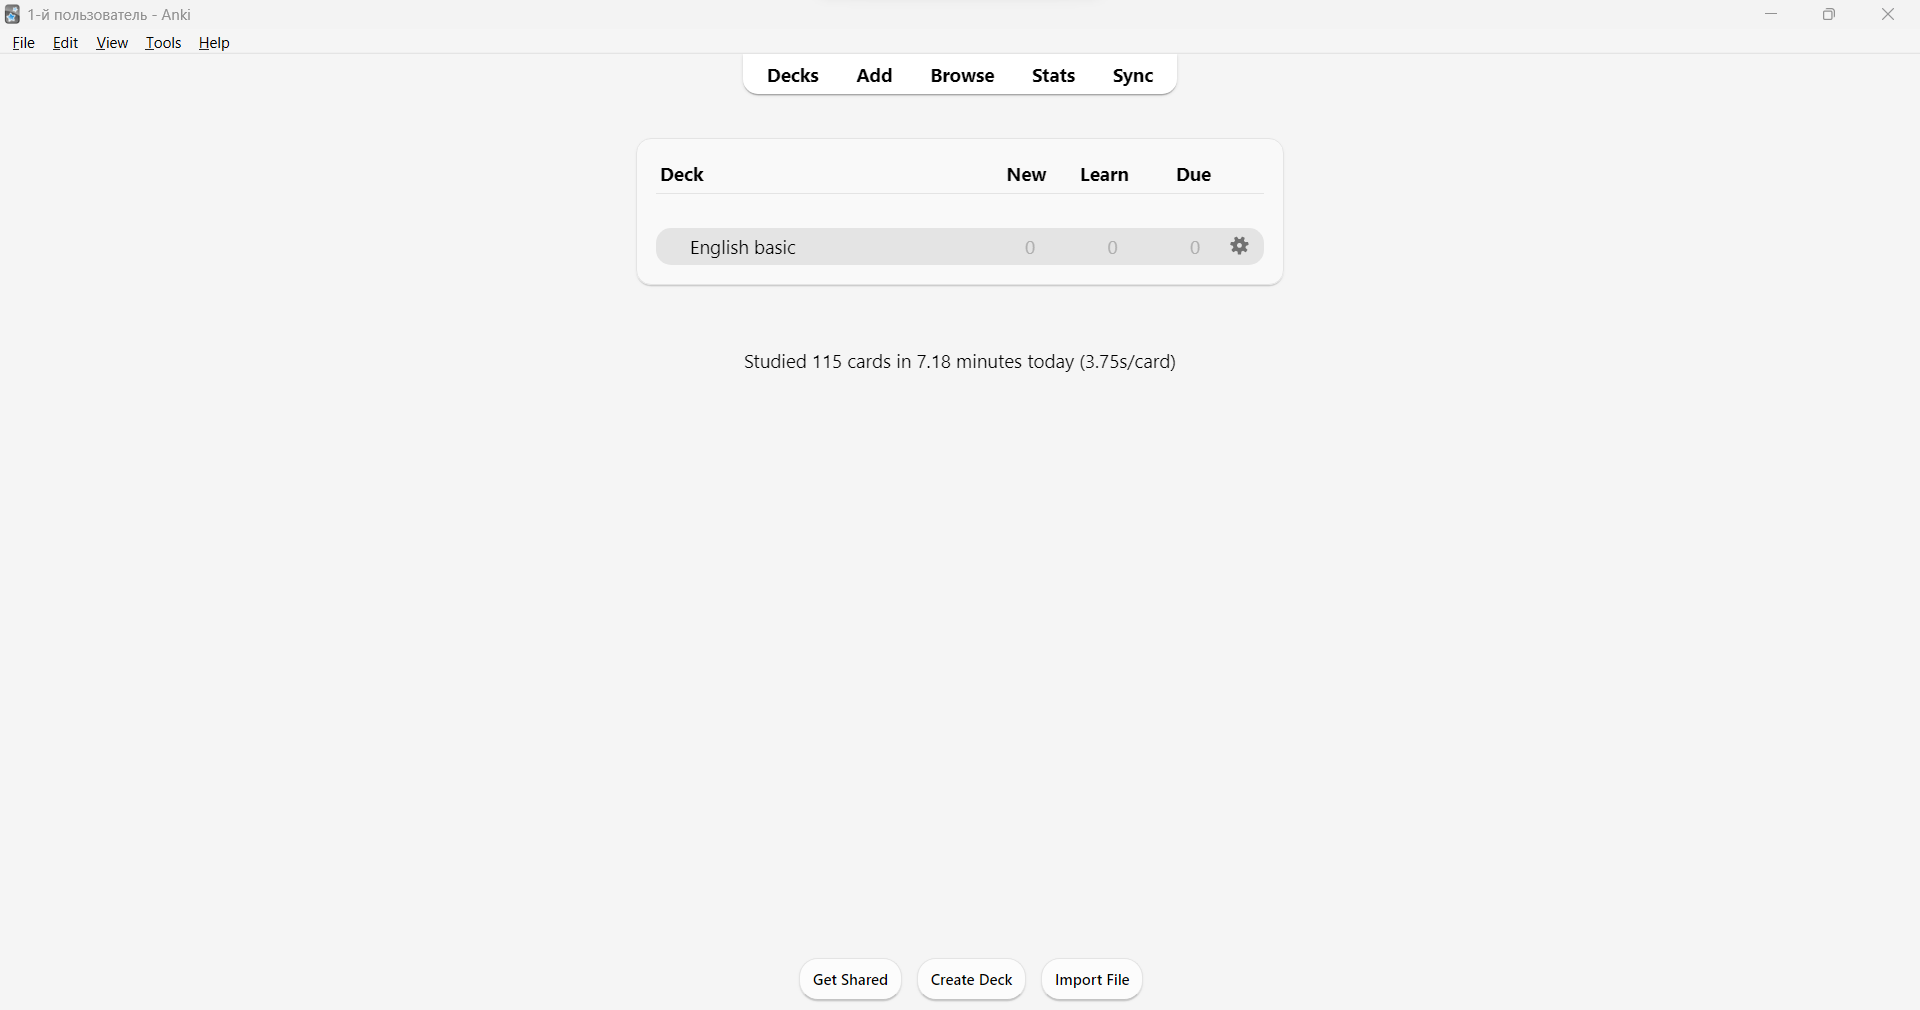 1-й пользователь - Anki
File Edit View Tools Help
Decks Add Browse Stats Sync
Deck New Learn Due
English basic 0 0 0
Studied 115 cards in 7.18 minutes today (3.75s/card)
Get Shared Create Deck Import File